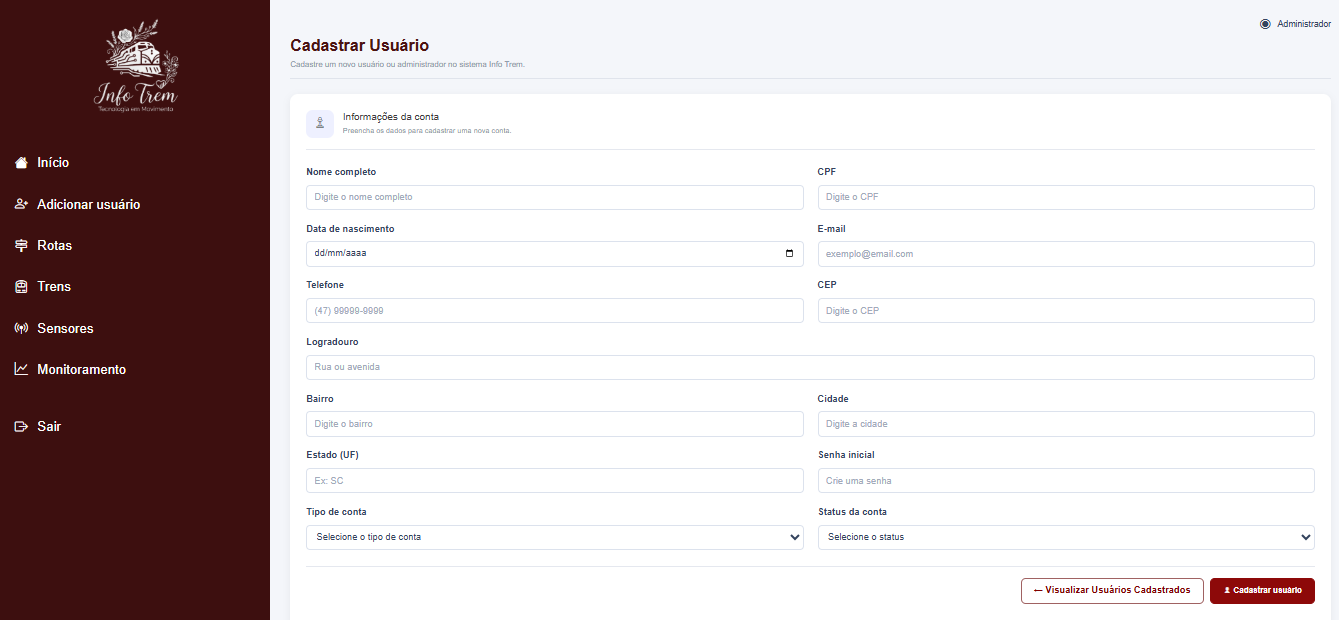 Info Trem
Tecnologia em Movimento
Início
Adicionar usuário
Rotas
Trens
Sensores
Monitoramento
Sair
Administrador
Cadastrar Usuário
Cadastre um novo usuário ou administrador no sistema Info Trem.
Informações da conta
Preencha os dados para cadastrar uma nova conta.
Nome completo
Digite o nome completo
CPF
Digite o CPF
Data de nascimento
dd/mm/aaaa
E-mail
exemplo@email.com
Telefone
(47) 99999-9999
CEP
Digite o CEP
Logradouro
Rua ou avenida
Bairro
Digite o bairro
Cidade
Digite a cidade
Estado (UF)
Ex: SC
Senha inicial
Crie uma senha
Tipo de conta
Selecione o tipo de conta
Status da conta
Selecione o status
← Visualizar Usuários Cadastrados
Cadastrar usuário